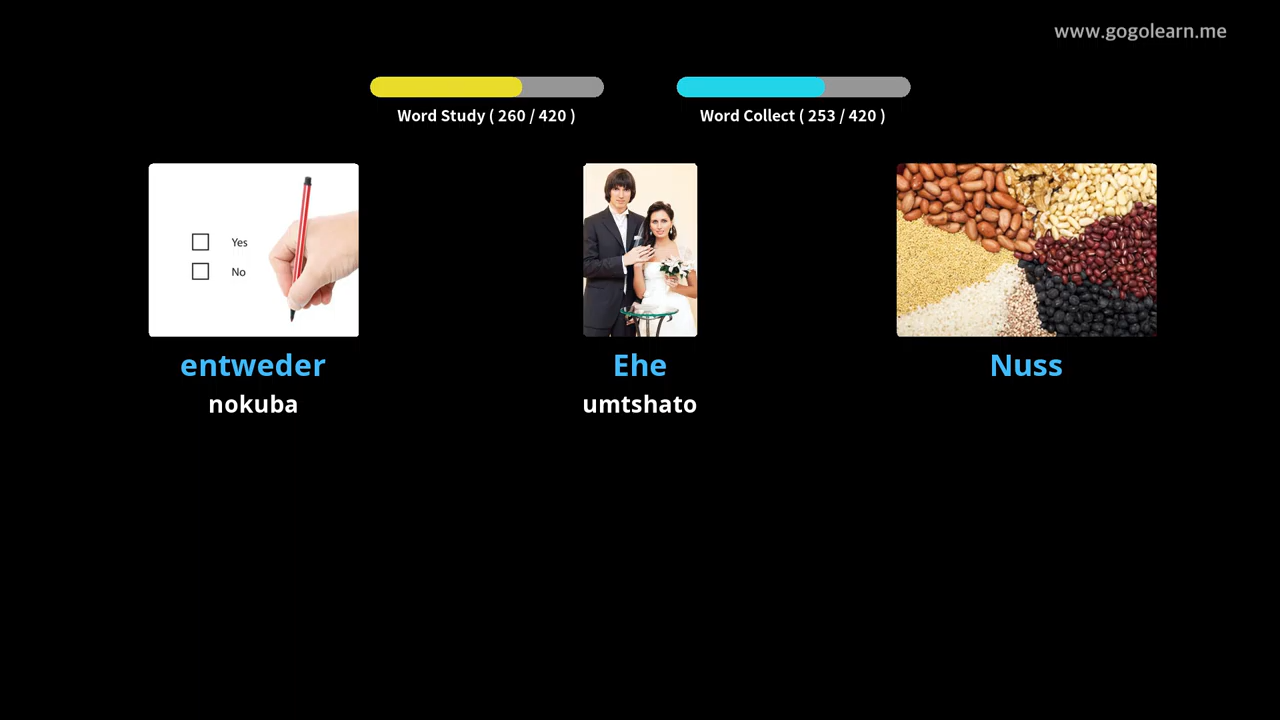 www.gogolearn.me
Word Study ( 260 / 420 )
Word Collect ( 253 / 420 )
Yes
No
entweder
Ehe
Nuss
nokuba
umtshato